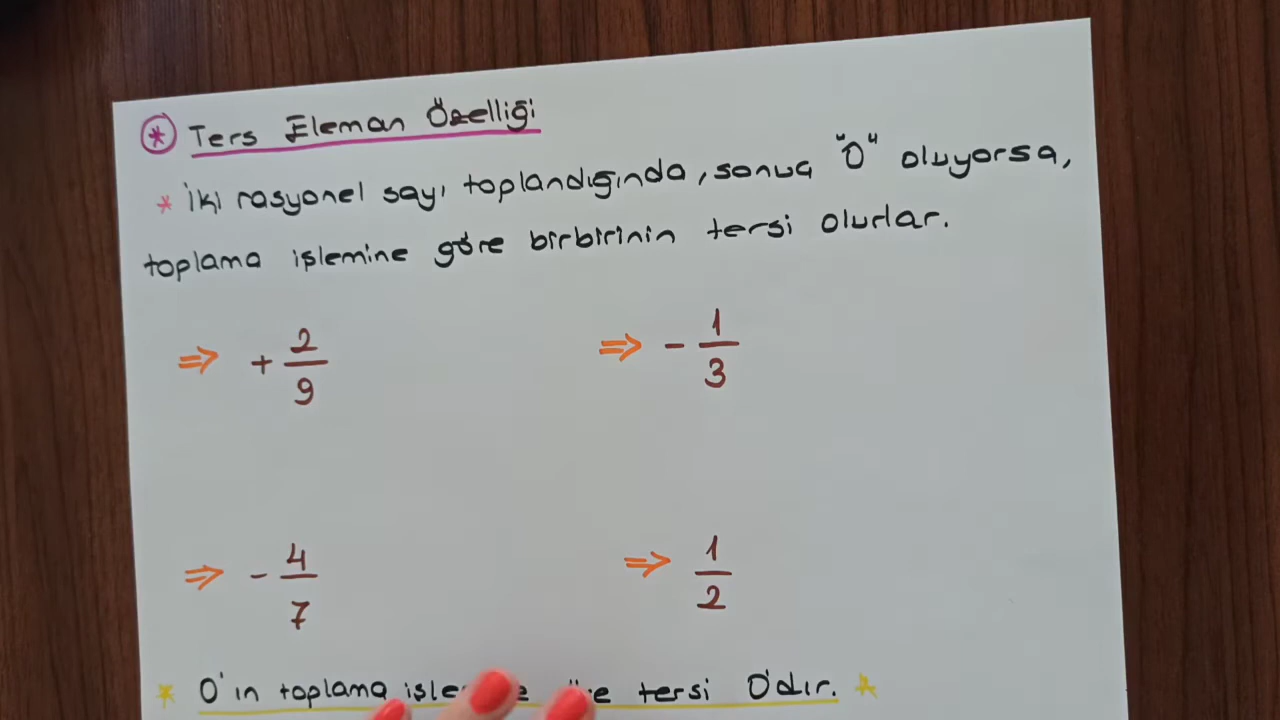 * Ters Eleman Özelliği
* İki rasyonel sayı toplandığında, sonuç "0" oluyorsa,
toplama işlemine göre birbirinin tersi olurlar.
⇒ + 2/9 ⇒ - 1/3
⇒ - 4/7 ⇒ 1/2
* 0'ın toplama tersi 0'dır. *